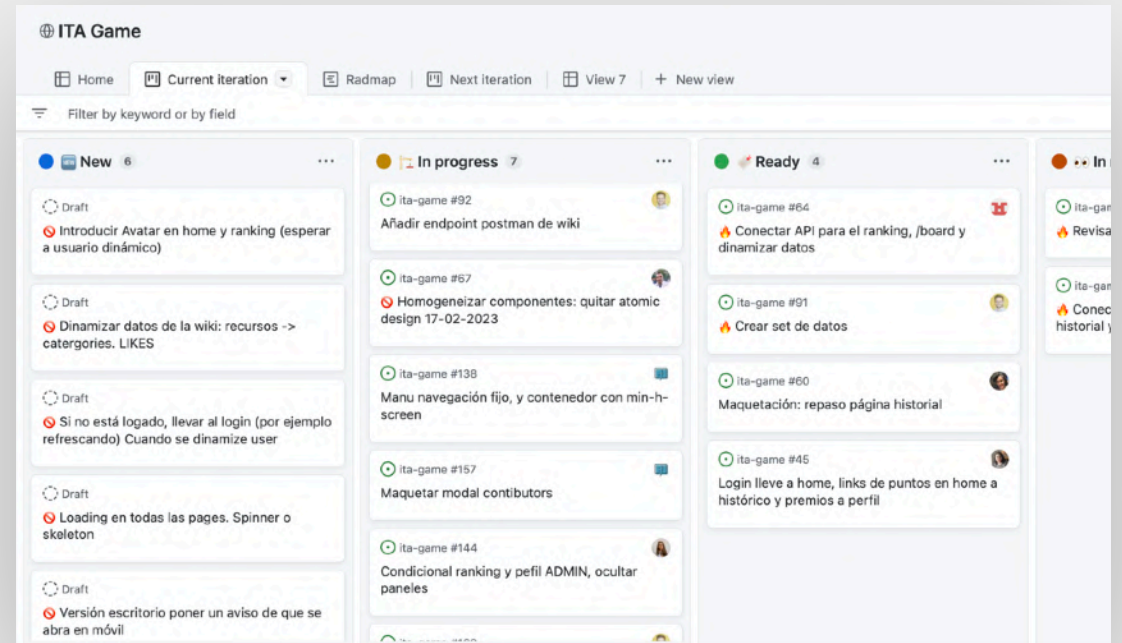 ITA Game
Home
Current iteration
Radmap
Next iteration
View 7
+ New view
Filter by keyword or by field
New 6
Draft
Introducir Avatar en home y ranking (esperar
a usuario dinámico)
Draft
Dinamizar datos de la wiki: recursos ->
catergories. LIKES
Draft
Si no está logado, llevar al login (por ejemplo
refrescando) Cuando se dinamize user
Draft
Loading en todas las pages. Spinner o
skeleton
Draft
Versión escritorio poner un aviso de que se
abra en móvil
In progress 7
ita-game #92
Añadir endpoint postman de wiki
ita-game #67
Homogeneizar componentes: quitar atomic
design 17-02-2023
ita-game #138
Manu navegación fijo, y contenedor con min-h-
screen
ita-game #157
Maquetar modal contibutors
ita-game #144
Condicional ranking y pefil ADMIN, ocultar
paneles
Ready 4
ita-game #64
Conectar API para el ranking, /board y
dinamizar datos
ita-game #91
Crear set de datos
ita-game #60
Maquetación: repaso página historial
ita-game #45
Login lleve a home, links de puntos en home a
histórico y premios a perfil
In
ita-gar
Revisa
ita-gar
Conec
historial y